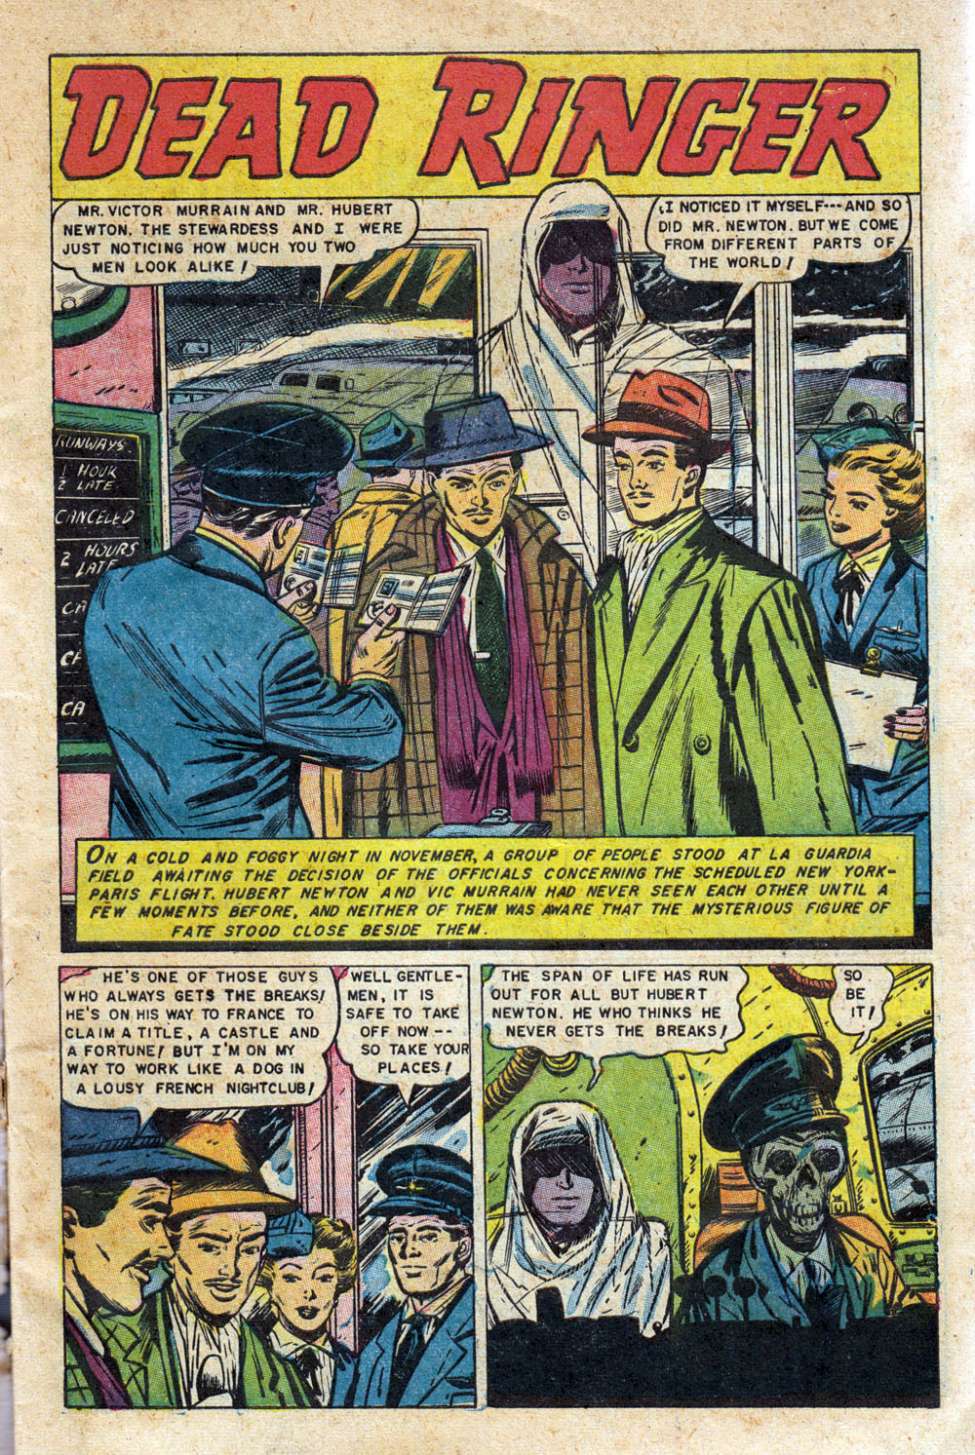 DEAD RINGER
MR. VICTOR MURRAIN AND MR. HUBERT
NEWTON. THE STEWARDESS AND I WERE
JUST NOTICING HOW MUCH YOU TWO
MEN LOOK ALIKE!
I NOTICED IT MYSELF---AND SO
DID MR. NEWTON. BUT WE COME
FROM DIFFERENT PARTS OF
THE WORLD!
RUNWAYS.
1 HOUR
2 LATE
CANCELED
2 HOURS
LATE
CA
CA
CA
ON A COLD AND FOGGY NIGHT IN NOVEMBER, A GROUP OF PEOPLE STOOD AT LA GUARDIA
FIELD AWAITING THE DECISION OF THE OFFICIALS CONCERNING THE SCHEDULED NEW YORK-
PARIS FLIGHT. HUBERT NEWTON AND VIC MURRAIN HAD NEVER SEEN EACH OTHER UNTIL A
FEW MOMENTS BEFORE, AND NEITHER OF THEM WAS AWARE THAT THE MYSTERIOUS FIGURE OF
FATE STOOD CLOSE BESIDE THEM.
HE'S ONE OF THOSE GUYS
WHO ALWAYS GETS THE BREAKS!
HE'S ON HIS WAY TO FRANCE TO
CLAIM A TITLE, A CASTLE AND
A FORTUNE! BUT I'M ON MY
WAY TO WORK LIKE A DOG IN
A LOUSY FRENCH NIGHTCLUB!
WELL GENTLE-
MEN, IT IS
SAFE TO TAKE
OFF NOW--
SO TAKE YOUR
PLACES!
THE SPAN OF LIFE HAS RUN
OUT FOR ALL BUT HUBERT
NEWTON. HE WHO THINKS HE
NEVER GETS THE BREAKS!
SO
BE
IT!